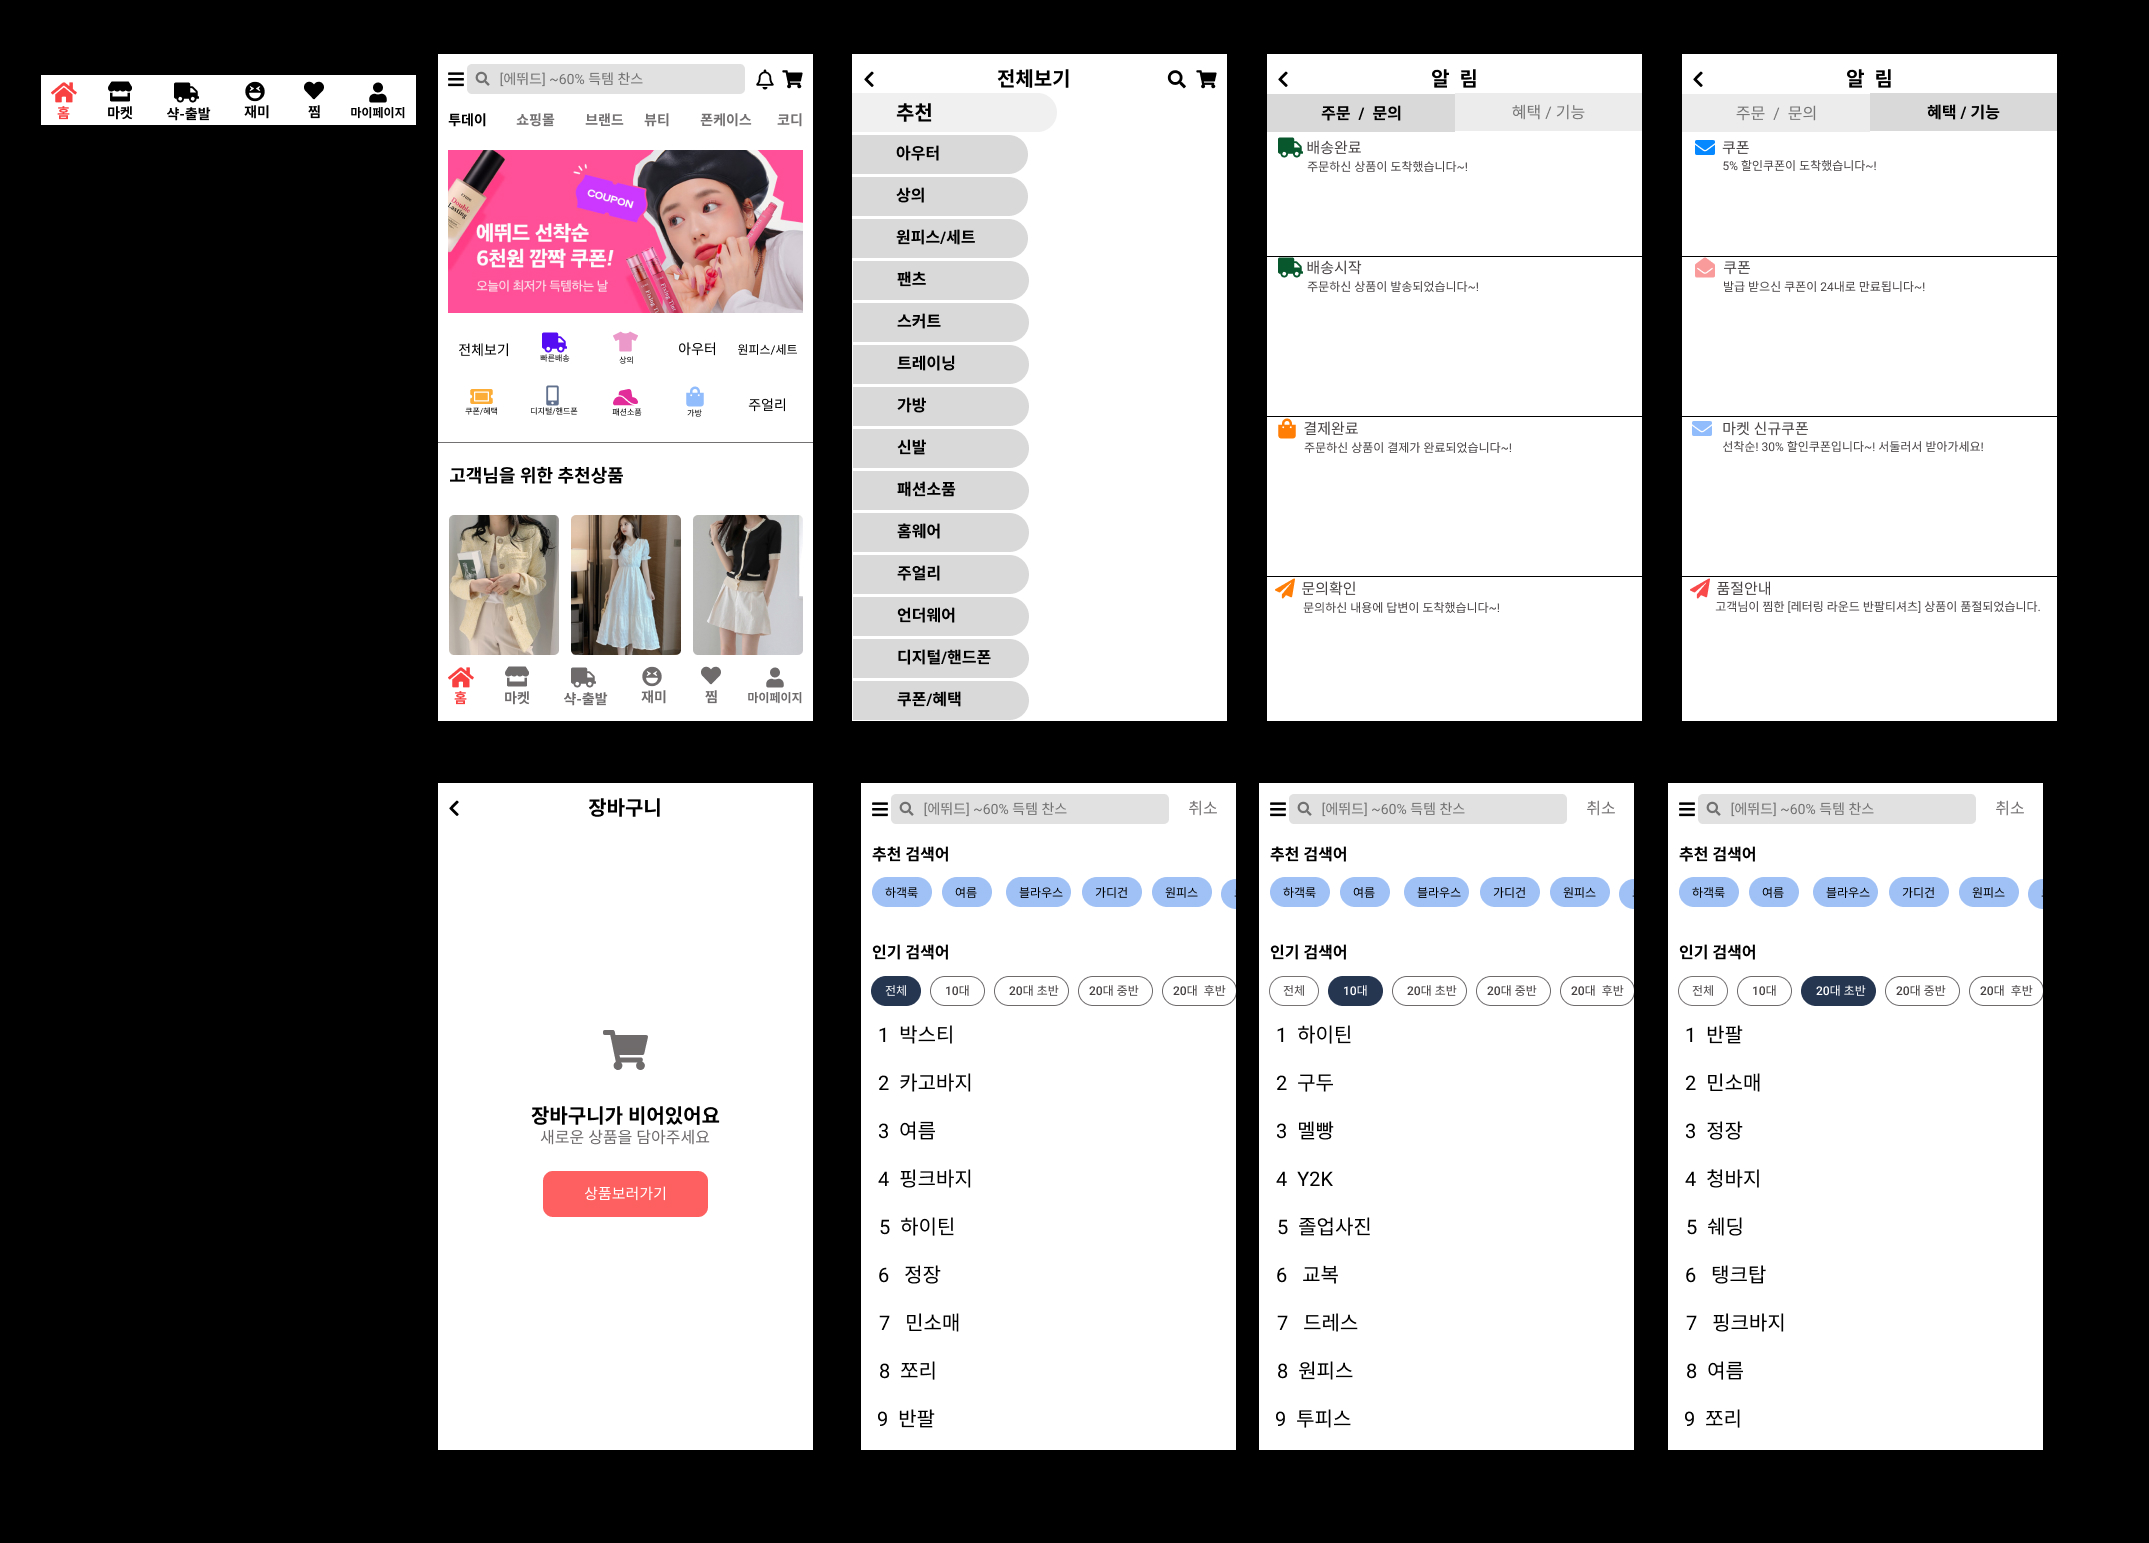 홈 마켓 샥-출발 재미 찜 마이페이지
[에뛰드] ~60% 득템 찬스
투데이 쇼핑몰 브랜드 뷰티 폰케이스 코디
COUPON
에뛰드 선착순
6천원 깜짝 쿠폰!
오늘이 최저가 득템하는 날
Double
Lasting
전체보기 빠른배송 상의 아우터 원피스/세트
쿠폰/혜택 디지털/핸드폰 패션소품 가방 주얼리
고객님을 위한 추천상품
홈 마켓 샥-출발 재미 찜 마이페이지
전체보기
추천
아우터
상의
원피스/세트
팬츠
스커트
트레이닝
가방
신발
패션소품
홈웨어
주얼리
언더웨어
디지털/핸드폰
쿠폰/혜택
알 림
주문 / 문의 혜택 / 기능
배송완료
주문하신 상품이 도착했습니다~!
배송시작
주문하신 상품이 발송되었습니다~!
결제완료
주문하신 상품이 결제가 완료되었습니다~!
문의확인
문의하신 내용에 답변이 도착했습니다~!
알 림
주문 / 문의 혜택 / 기능
쿠폰
5% 할인쿠폰이 도착했습니다~!
쿠폰
발급 받으신 쿠폰이 24내로 만료됩니다~!
마켓 신규쿠폰
선착순! 30% 할인쿠폰입니다~! 서둘러서 받아가세요!
품절안내
고객님이 찜한 [레터링 라운드 반팔티셔츠] 상품이 품절되었습니다.
장바구니
장바구니가 비어있어요
새로운 상품을 담아주세요
상품보러가기
[에뛰드] ~60% 득템 찬스 취소
추천 검색어
하객룩 여름 블라우스 가디건 원피스
인기 검색어
전체 10대 20대 초반 20대 중반 20대 후반
1 박스티
2 카고바지
3 여름
4 핑크바지
5 하이틴
6 정장
7 민소매
8 쪼리
9 반팔
[에뛰드] ~60% 득템 찬스 취소
추천 검색어
하객룩 여름 블라우스 가디건 원피스
인기 검색어
전체 10대 20대 초반 20대 중반 20대 후반
1 하이틴
2 구두
3 멜빵
4 Y2K
5 졸업사진
6 교복
7 드레스
8 원피스
9 투피스
[에뛰드] ~60% 득템 찬스 취소
추천 검색어
하객룩 여름 블라우스 가디건 원피스
인기 검색어
전체 10대 20대 초반 20대 중반 20대 후반
1 반팔
2 민소매
3 정장
4 청바지
5 쉐딩
6 탱크탑
7 핑크바지
8 여름
9 쪼리